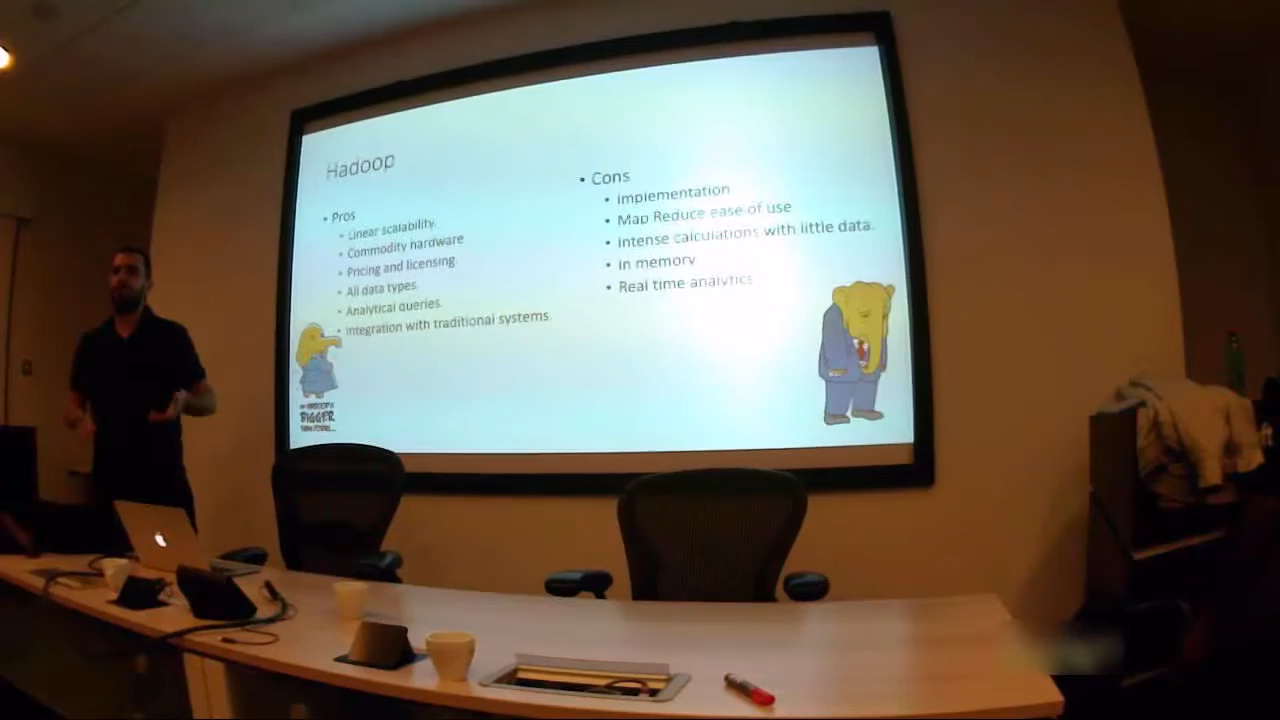 Hadoop
• Pros
• Linear scalability.
• Commodity hardware
• Pricing and licensing.
• All data types.
• Analytical queries.
• Integration with traditional systems.
BIGGER
• Cons
• Implementation
• Map Reduce ease of use
• Intense calculations with little data.
• In memory
• Real time analytics